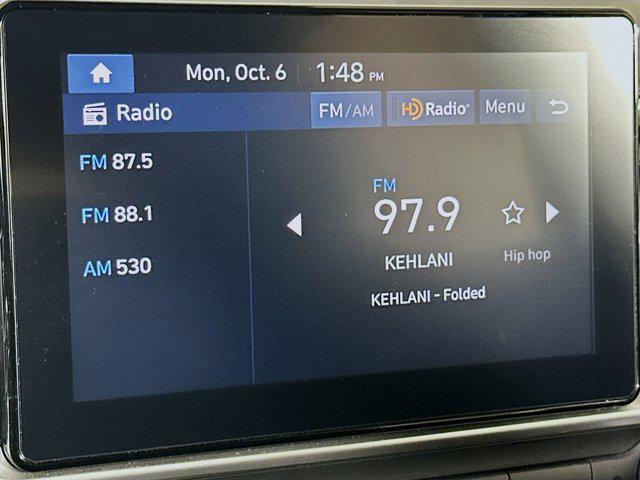 Mon, Oct. 6 1:48 PM
Radio FM/AM HD Radio® Menu
FM 87.5
FM 88.1
AM 530
FM
97.9
KEHLANI
Hip hop
KEHLANI - Folded